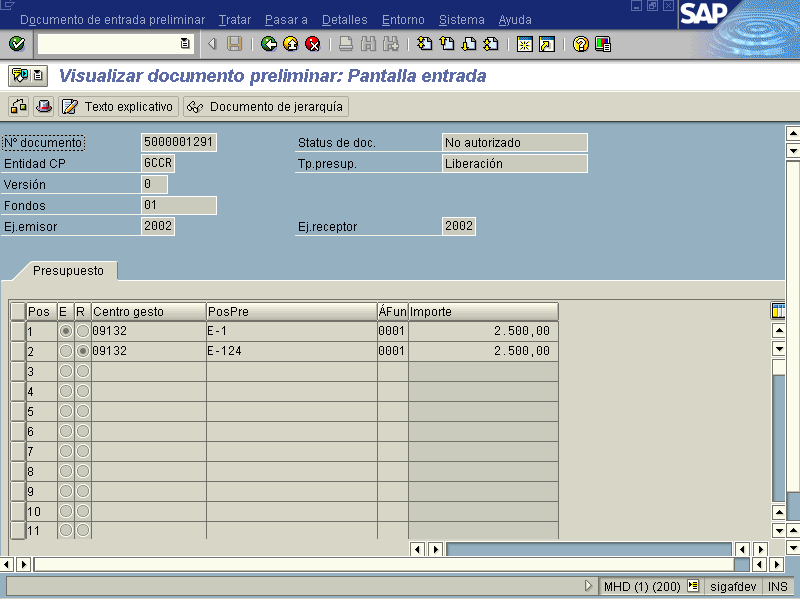 Documento de entrada preliminar Tratar Pasar a Detalles Entorno Sistema Ayuda
SAP
Visualizar documento preliminar: Pantalla entrada
Texto explicativo Documento de jerarquía
Nº documento 5000001291 Status de doc. No autorizado
Entidad CP GCCR Tp.presup. Liberación
Versión 0
Fondos 01
Ej.emisor 2002 Ej.receptor 2002
Presupuesto
Pos E R Centro gesto PosPre ÁFun Importe
1 09132 E-1 0001 2.500,00
2 09132 E-124 0001 2.500,00
3
4
5
6
7
8
9
10
11
MHD (1) (200) sigafdev INS